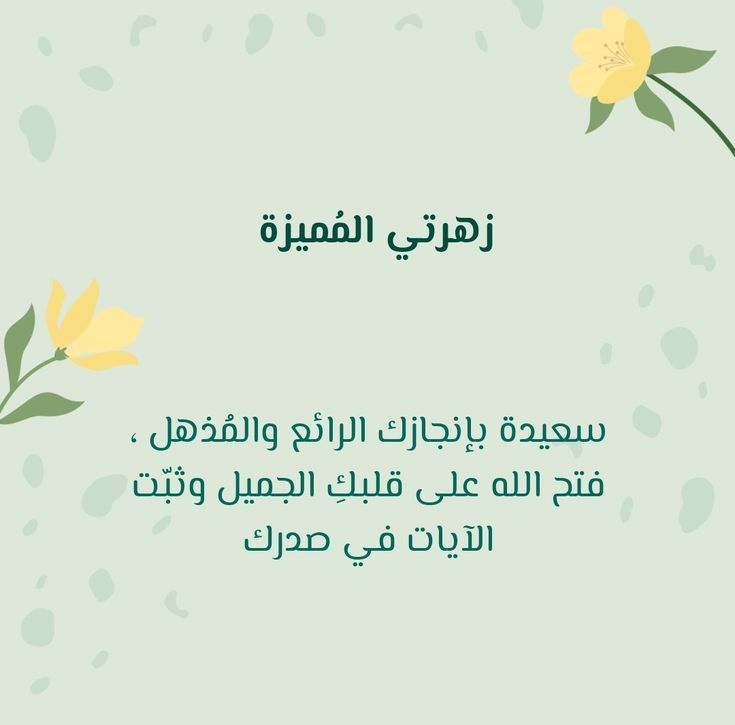 زهرتي المُميزة
سعيدة بإنجازك الرائع والمُذهل ،
فتح الله على قلبكِ الجميل وثبّت
الآيات في صدرك